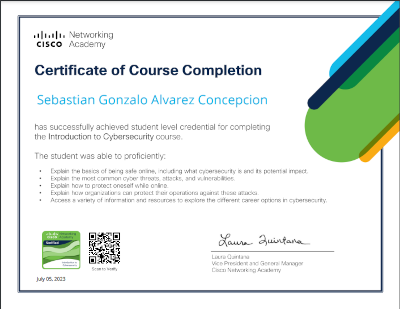 CISCO
Networking
Academy
Certificate of Course Completion
Sebastian Gonzalo Alvarez Concepcion
has successfully achieved student level credential for completing
the Introduction to Cybersecurity course.
The student was able to proficiently:
• Explain the basics of being safe online, including what cybersecurity is and its potential impact.
• Explain the most common cyber threats, attacks, and vulnerabilities.
• Explain how to protect oneself while online.
• Explain how organizations can protect their operations against these attacks.
• Access a variety of information and resources to explore the different career options in cybersecurity.
Scan to Verify
Laura Quintana
Laura Quintana
Vice President and General Manager
Cisco Networking Academy
July 05, 2023